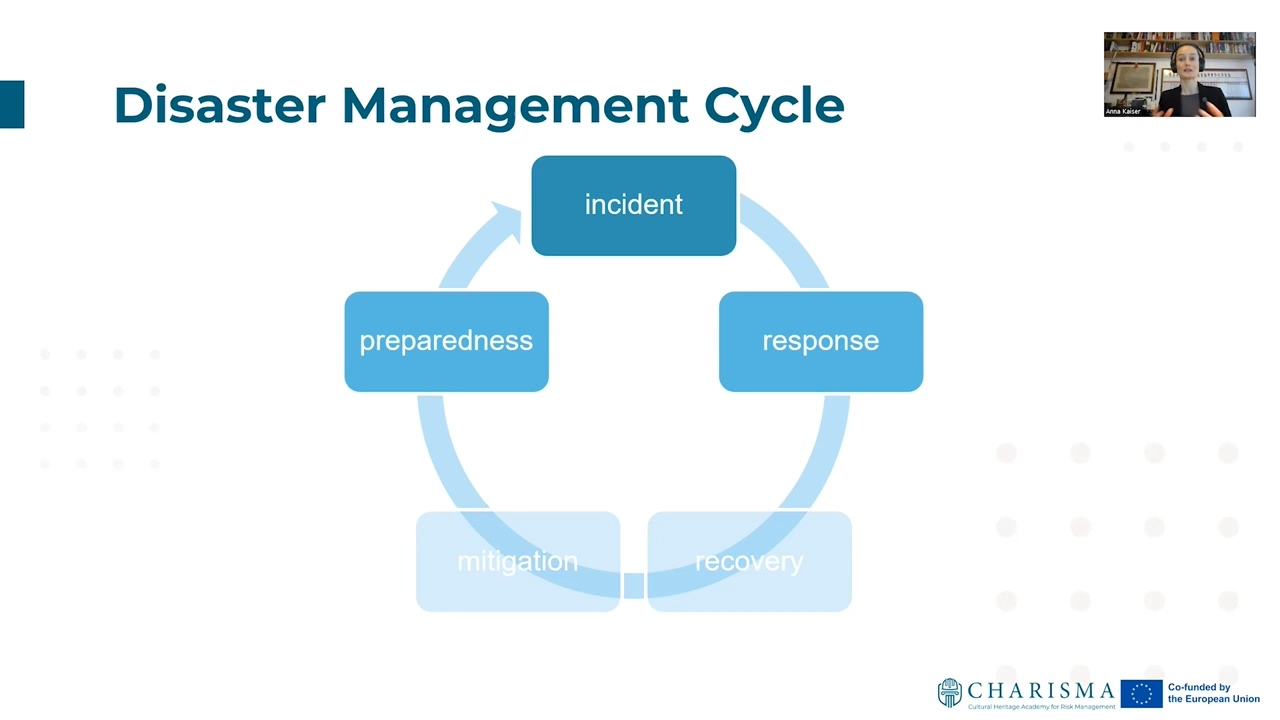 Disaster Management Cycle
Anna Kaiser
incident
preparedness
response
mitigation
recovery
CHARISMA
Cultural Heritage Academy for Risk Management
Co-funded by
the European Union